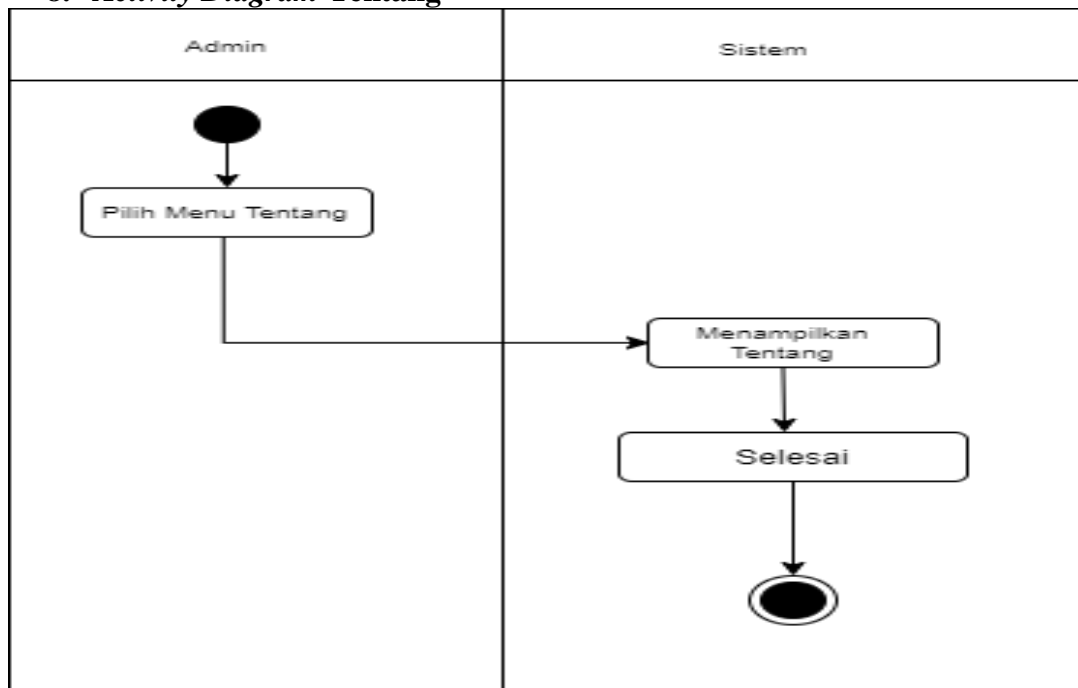 Activity Diagram Tentang
Admin
Sistem
Pilih Menu Tentang
Menampilkan
Tentang
Selesai